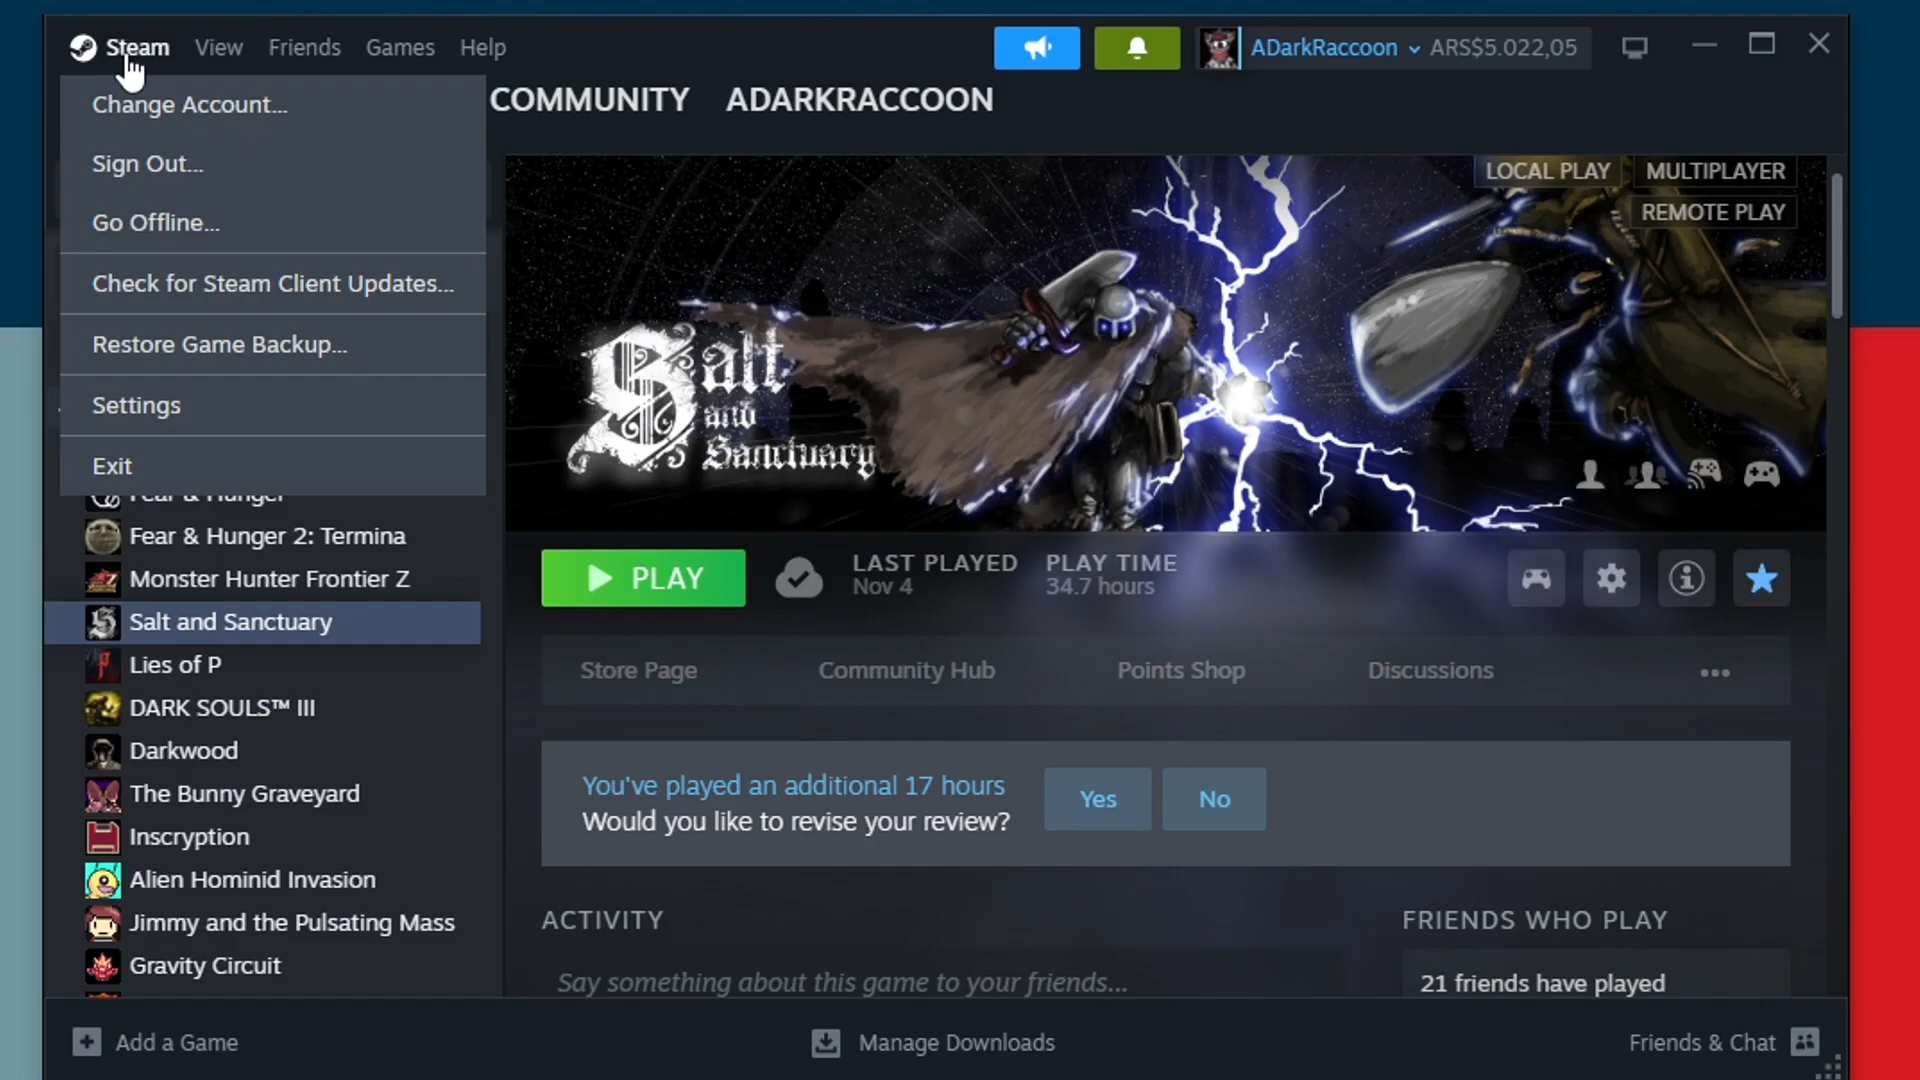 Steam View Friends Games Help
ADarkRaccoon ARS$5.022,05
COMMUNITY ADARKRACCOON
Change Account...
Sign Out...
Go Offline...
Check for Steam Client Updates...
Restore Game Backup...
Settings
Exit
LOCAL PLAY MULTIPLAYER
REMOTE PLAY
Salt
and
Sanctuary
Fear & Hunger
Fear & Hunger 2: Termina
Monster Hunter Frontier Z
Salt and Sanctuary
Lies of P
DARK SOULS™ III
Darkwood
The Bunny Graveyard
Inscryption
Alien Hominid Invasion
Jimmy and the Pulsating Mass
Gravity Circuit
PLAY
LAST PLAYED
Nov 4
PLAY TIME
34.7 hours
Store Page Community Hub Points Shop Discussions
You've played an additional 17 hours
Would you like to revise your review?
Yes No
ACTIVITY
Say something about this game to your friends...
FRIENDS WHO PLAY
21 friends have played
Add a Game Manage Downloads Friends & Chat